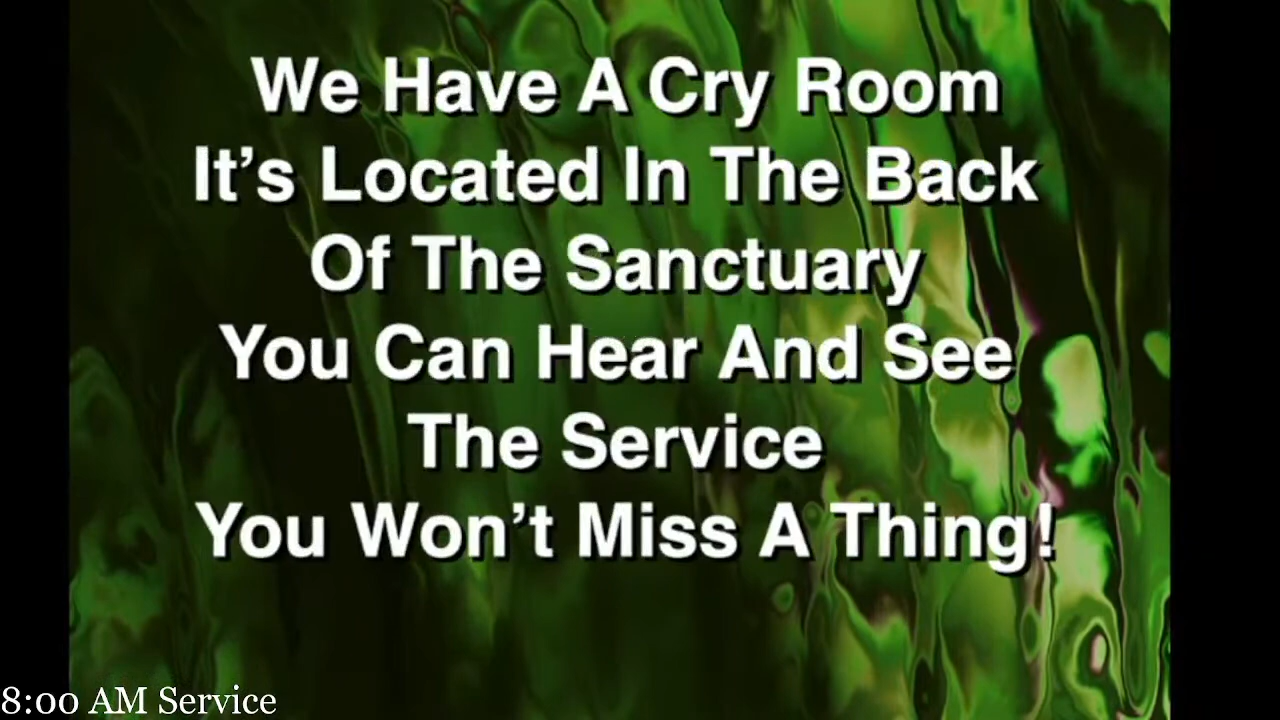 We Have A Cry Room
It’s Located In The Back
Of The Sanctuary
You Can Hear And See
The Service
You Won’t Miss A Thing!
8:00 AM Service